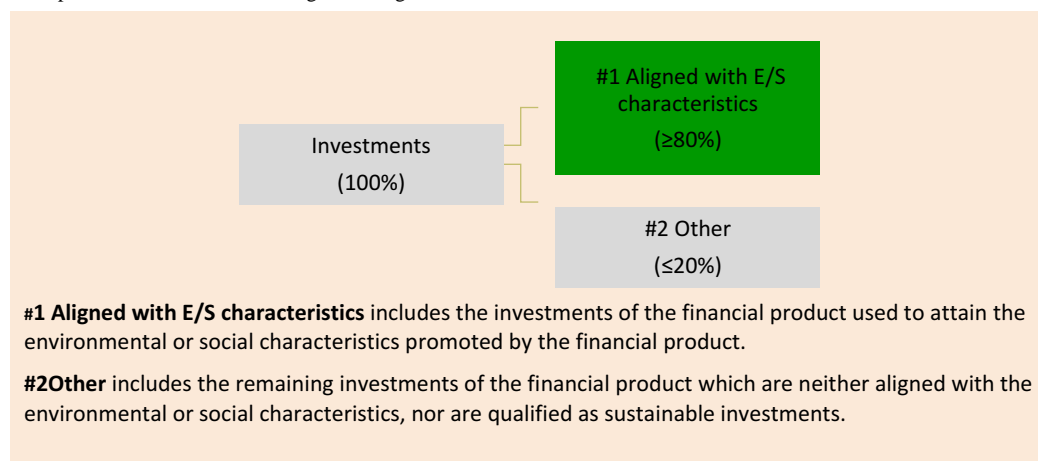 Investments
(100%)
#1 Aligned with E/S
characteristics
(≥80%)
#2 Other
(≤20%)
#1 Aligned with E/S characteristics includes the investments of the financial product used to attain the
environmental or social characteristics promoted by the financial product.
#2Other includes the remaining investments of the financial product which are neither aligned with the
environmental or social characteristics, nor are qualified as sustainable investments.